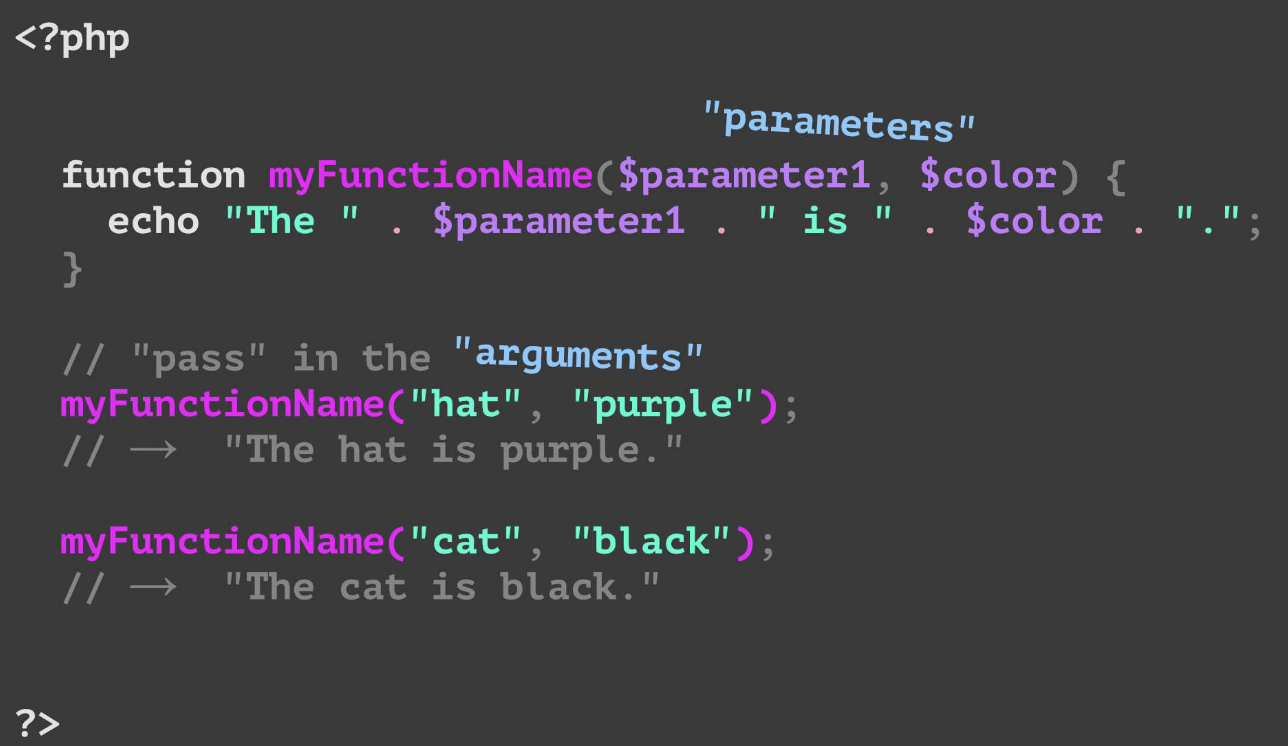 <?php
"parameters"
function myFunctionName($parameter1, $color) {
echo "The " . $parameter1 . " is " . $color . ".";
}
// "pass" in the "arguments"
myFunctionName("hat", "purple");
// → "The hat is purple."
myFunctionName("cat", "black");
// → "The cat is black."
?>